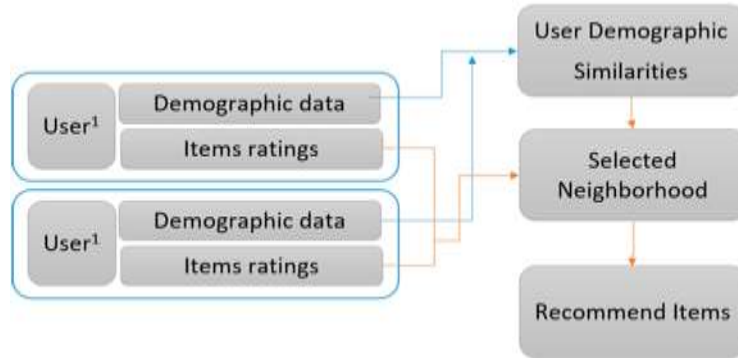 User¹
Demographic data
Items ratings
User¹
Demographic data
Items ratings
User Demographic
Similarities
Selected
Neighborhood
Recommend Items